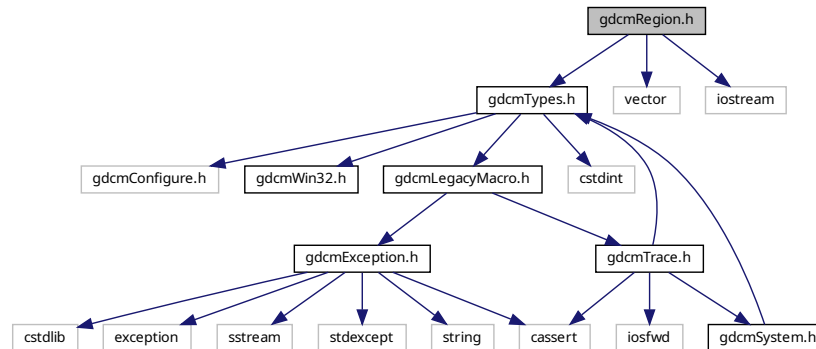 gdcmRegion.h
gdcmTypes.h
vector
iostream
gdcmConfigure.h
gdcmWin32.h
gdcmLegacyMacro.h
cstdint
gdcmException.h
gdcmTrace.h
cstdlib
exception
sstream
stdexcept
string
cassert
iosfwd
gdcmSystem.h